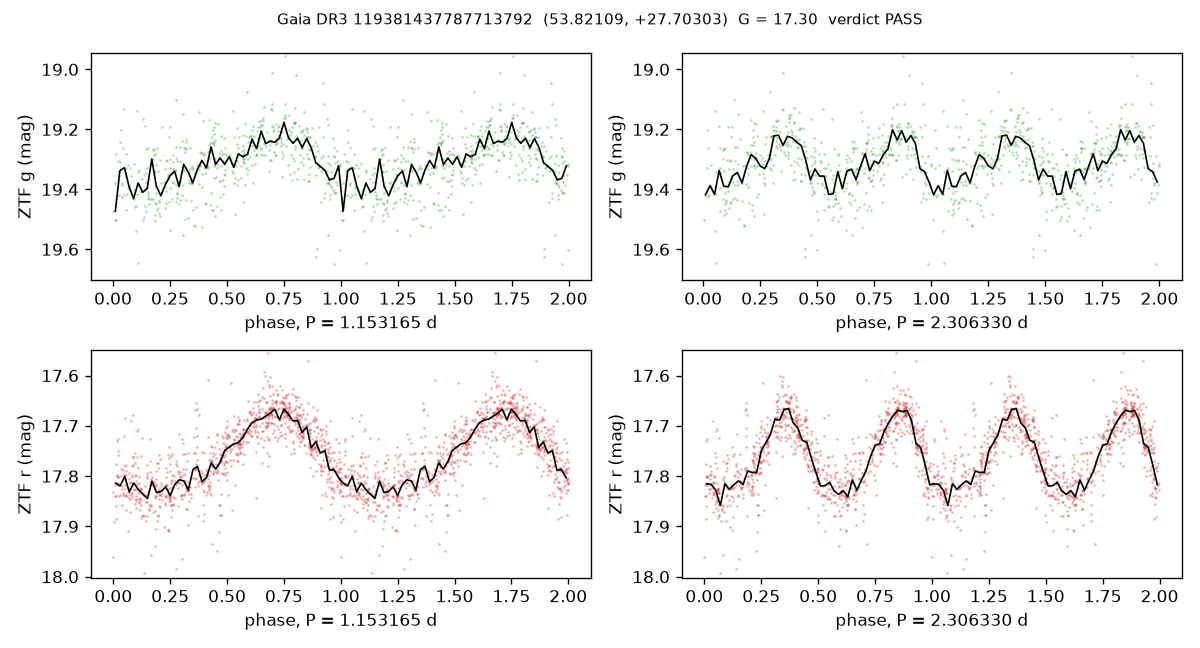 Gaia DR3 119381437787713792 (53.82109, +27.70303) G = 17.30 verdict PASS
ZTF g (mag)
19.0
19.2
19.4
19.6
0.00 0.25 0.50 0.75 1.00 1.25 1.50 1.75 2.00
phase, P = 1.153165 d
ZTF g (mag)
19.0
19.2
19.4
19.6
0.00 0.25 0.50 0.75 1.00 1.25 1.50 1.75 2.00
phase, P = 2.306330 d
ZTF r (mag)
17.6
17.7
17.8
17.9
18.0
0.00 0.25 0.50 0.75 1.00 1.25 1.50 1.75 2.00
phase, P = 1.153165 d
ZTF r (mag)
17.6
17.7
17.8
17.9
18.0
0.00 0.25 0.50 0.75 1.00 1.25 1.50 1.75 2.00
phase, P = 2.306330 d